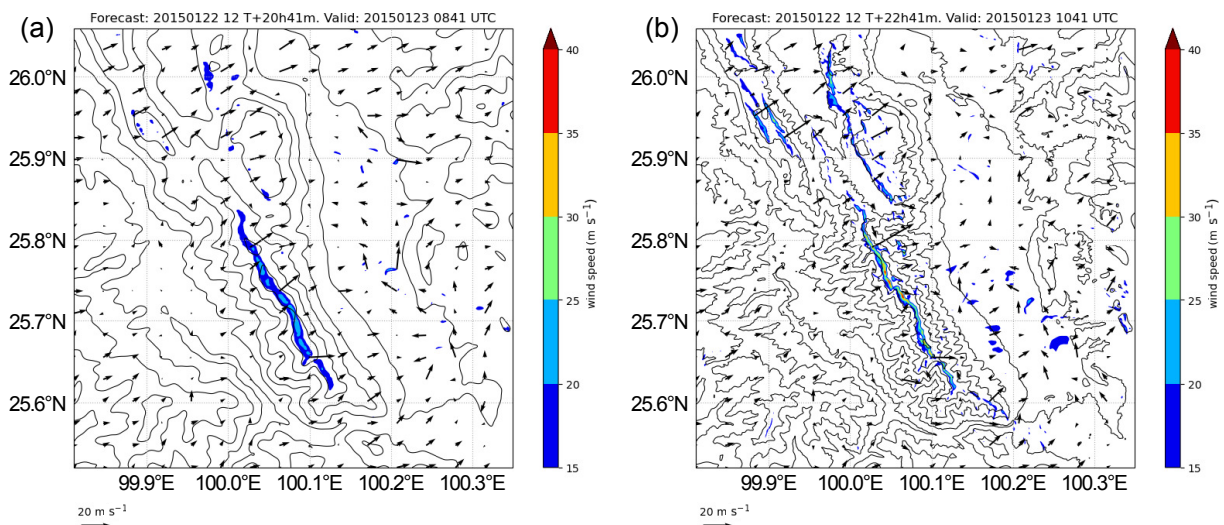 Forecast: 20150122 12 T+20h41m. Valid: 20150123 0841 UTC
(a)
26.0°N
25.9°N
25.8°N
25.7°N
25.6°N
99.9°E 100.0°E 100.1°E 100.2°E 100.3°E
20 m s⁻¹
40
35
30
25
20
15
wind speed (m s⁻¹)
Forecast: 20150122 12 T+22h41m. Valid: 20150123 1041 UTC
(b)
26.0°N
25.9°N
25.8°N
25.7°N
25.6°N
99.9°E 100.0°E 100.1°E 100.2°E 100.3°E
20 m s⁻¹
40
35
30
25
20
15
wind speed (m s⁻¹)